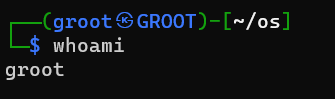 ┌──(groot㉿GROOT)-[~/os]
└─$ whoami
groot